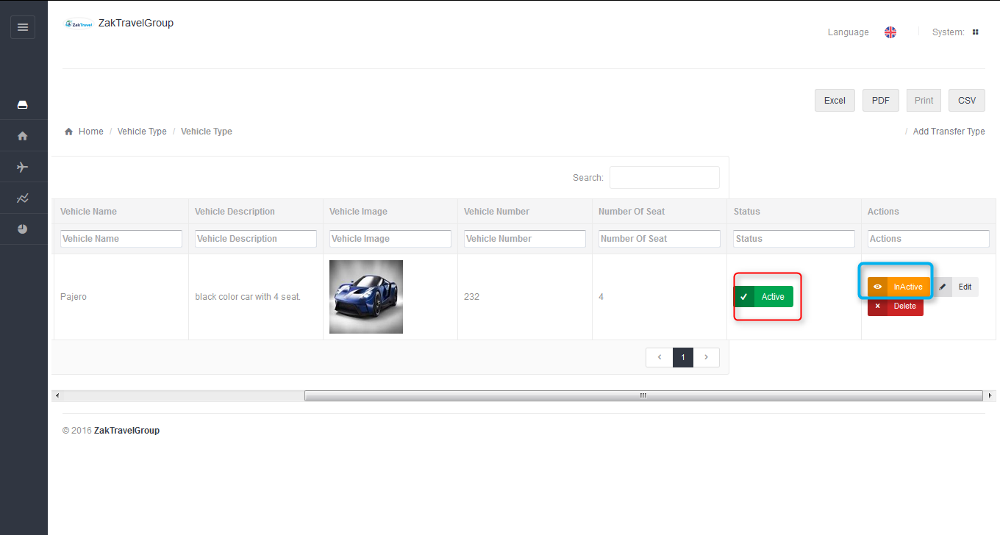 ZakTravel ZakTravelGroup
Language System:
Excel PDF Print CSV
Home / Vehicle Type / Vehicle Type / Add Transfer Type
Search:
Vehicle Name Vehicle Description Vehicle Image Vehicle Number Number Of Seat Status Actions
Vehicle Name Vehicle Description Vehicle Image Vehicle Number Number Of Seat Status Actions
Pajero black color car with 4 seat. 232 4 Active InActive Edit
Delete
1
© 2016 ZakTravelGroup